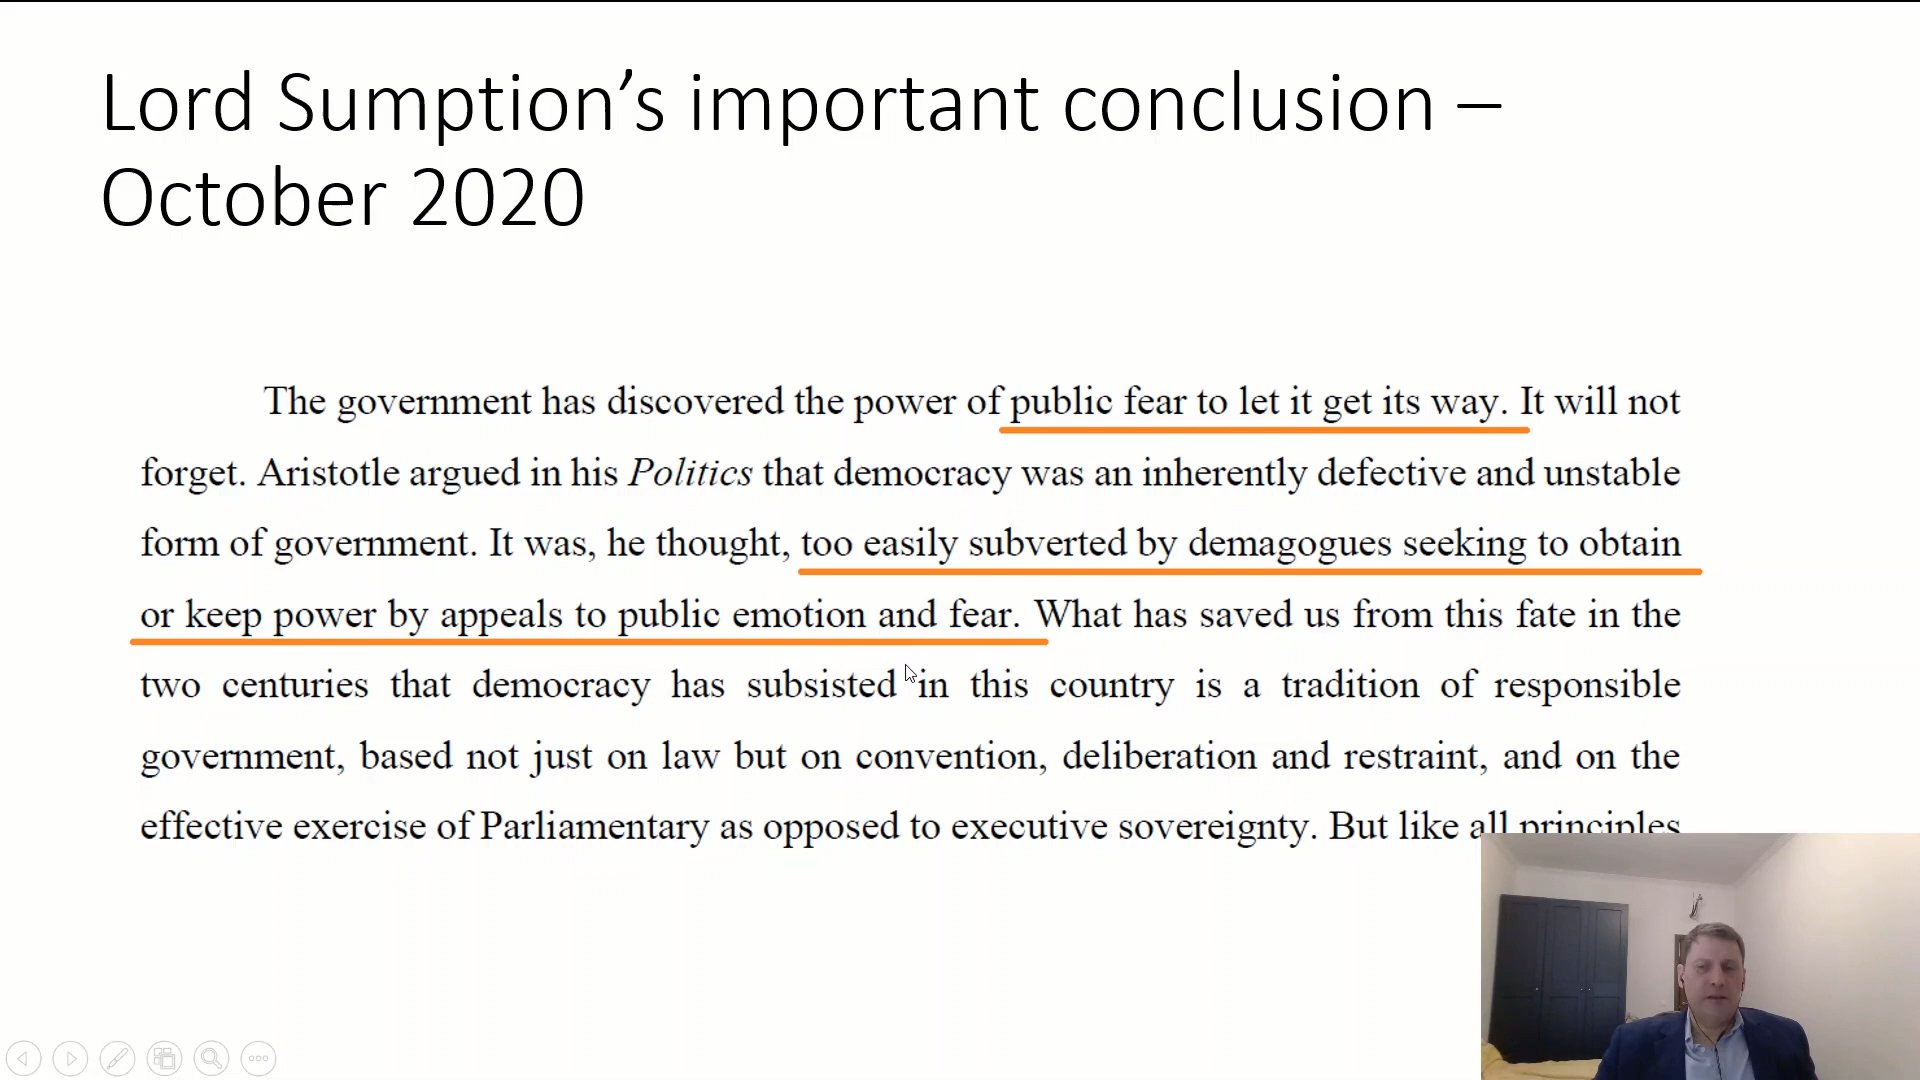 Lord Sumption’s important conclusion –
October 2020
The government has discovered the power of public fear to let it get its way. It will not
forget. Aristotle argued in his Politics that democracy was an inherently defective and unstable
form of government. It was, he thought, too easily subverted by demagogues seeking to obtain
or keep power by appeals to public emotion and fear. What has saved us from this fate in the
two centuries that democracy has subsisted in this country is a tradition of responsible
government, based not just on law but on convention, deliberation and restraint, and on the
effective exercise of Parliamentary as opposed to executive sovereignty. But like all principles